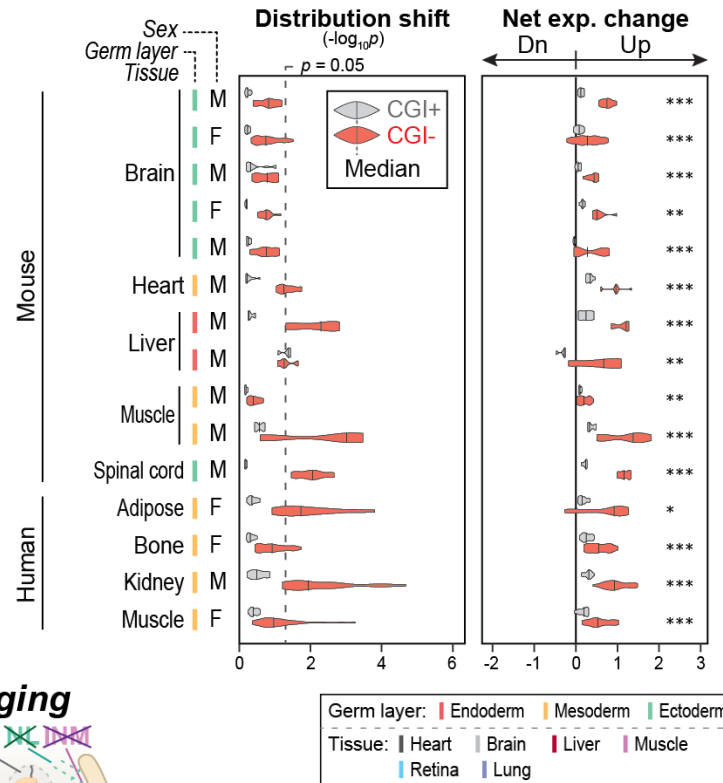 Sex
Germ layer
Tissue
Distribution shift
(-log₁₀p)
p = 0.05
Net exp. change
Dn Up
CGI+
CGI-
Median
Mouse
Human
Brain
M ***
F ***
M ***
F **
M ***
Heart M ***
Liver
M ***
M **
Muscle
M **
M ***
Spinal cord M ***
Adipose F *
Bone F ***
Kidney M ***
Muscle F ***
0 2 4 6
-2 -1 0 1 2 3
ging
NL INM
Germ layer: Endoderm Mesoderm Ectoderm
Tissue: Heart Brain Liver Muscle
Retina Lung